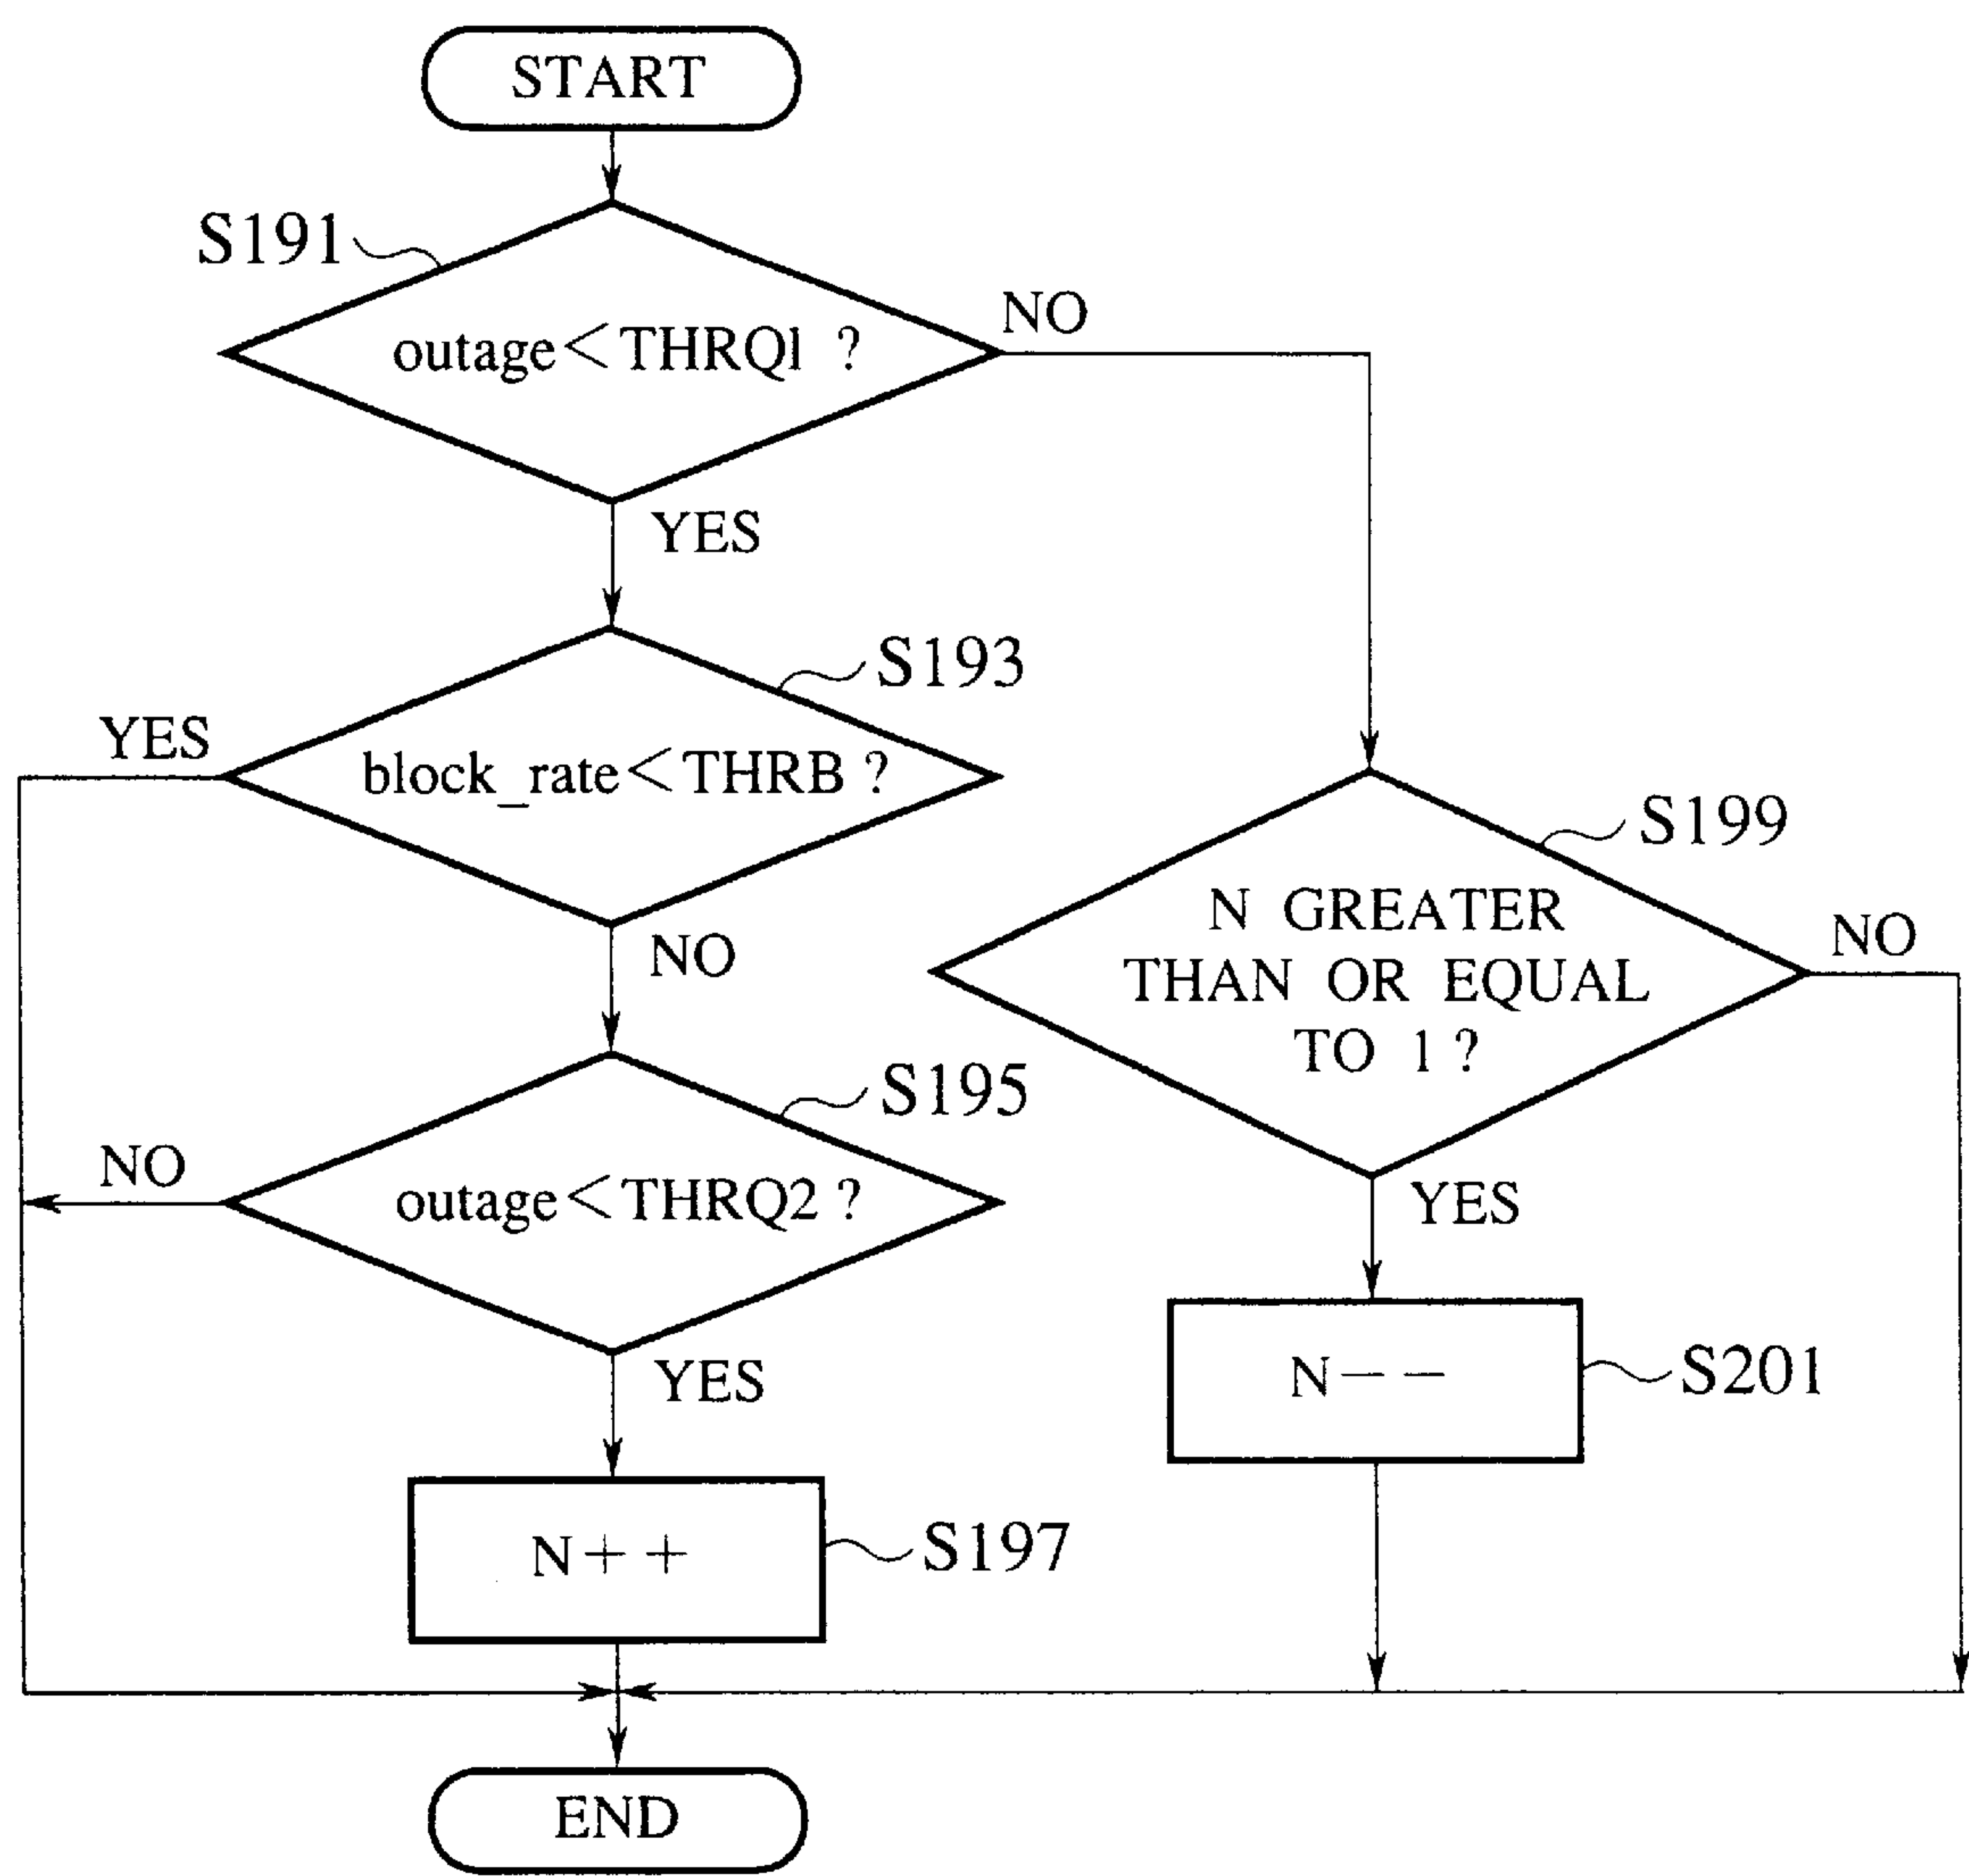 START
S191
outage<THRQ1 ?
NO
YES
S193
YES
block_rate<THRB ?
S199
N GREATER
THAN OR EQUAL
TO 1 ?
NO
NO
S195
NO
outage<THRQ2 ?
YES
YES
N--
S201
N++
S197
END